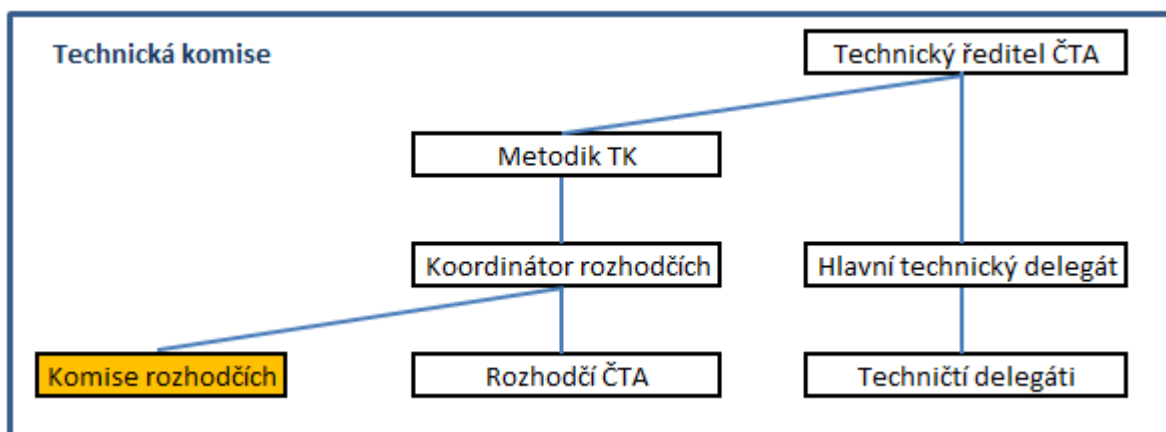 Technická komise
Technický ředitel ČTA
Metodik TK
Koordinátor rozhodčích
Hlavní technický delegát
Komise rozhodčích
Rozhodčí ČTA
Techničtí delegáti